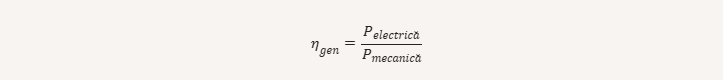 η_gen = P_electrică / P_mecanică